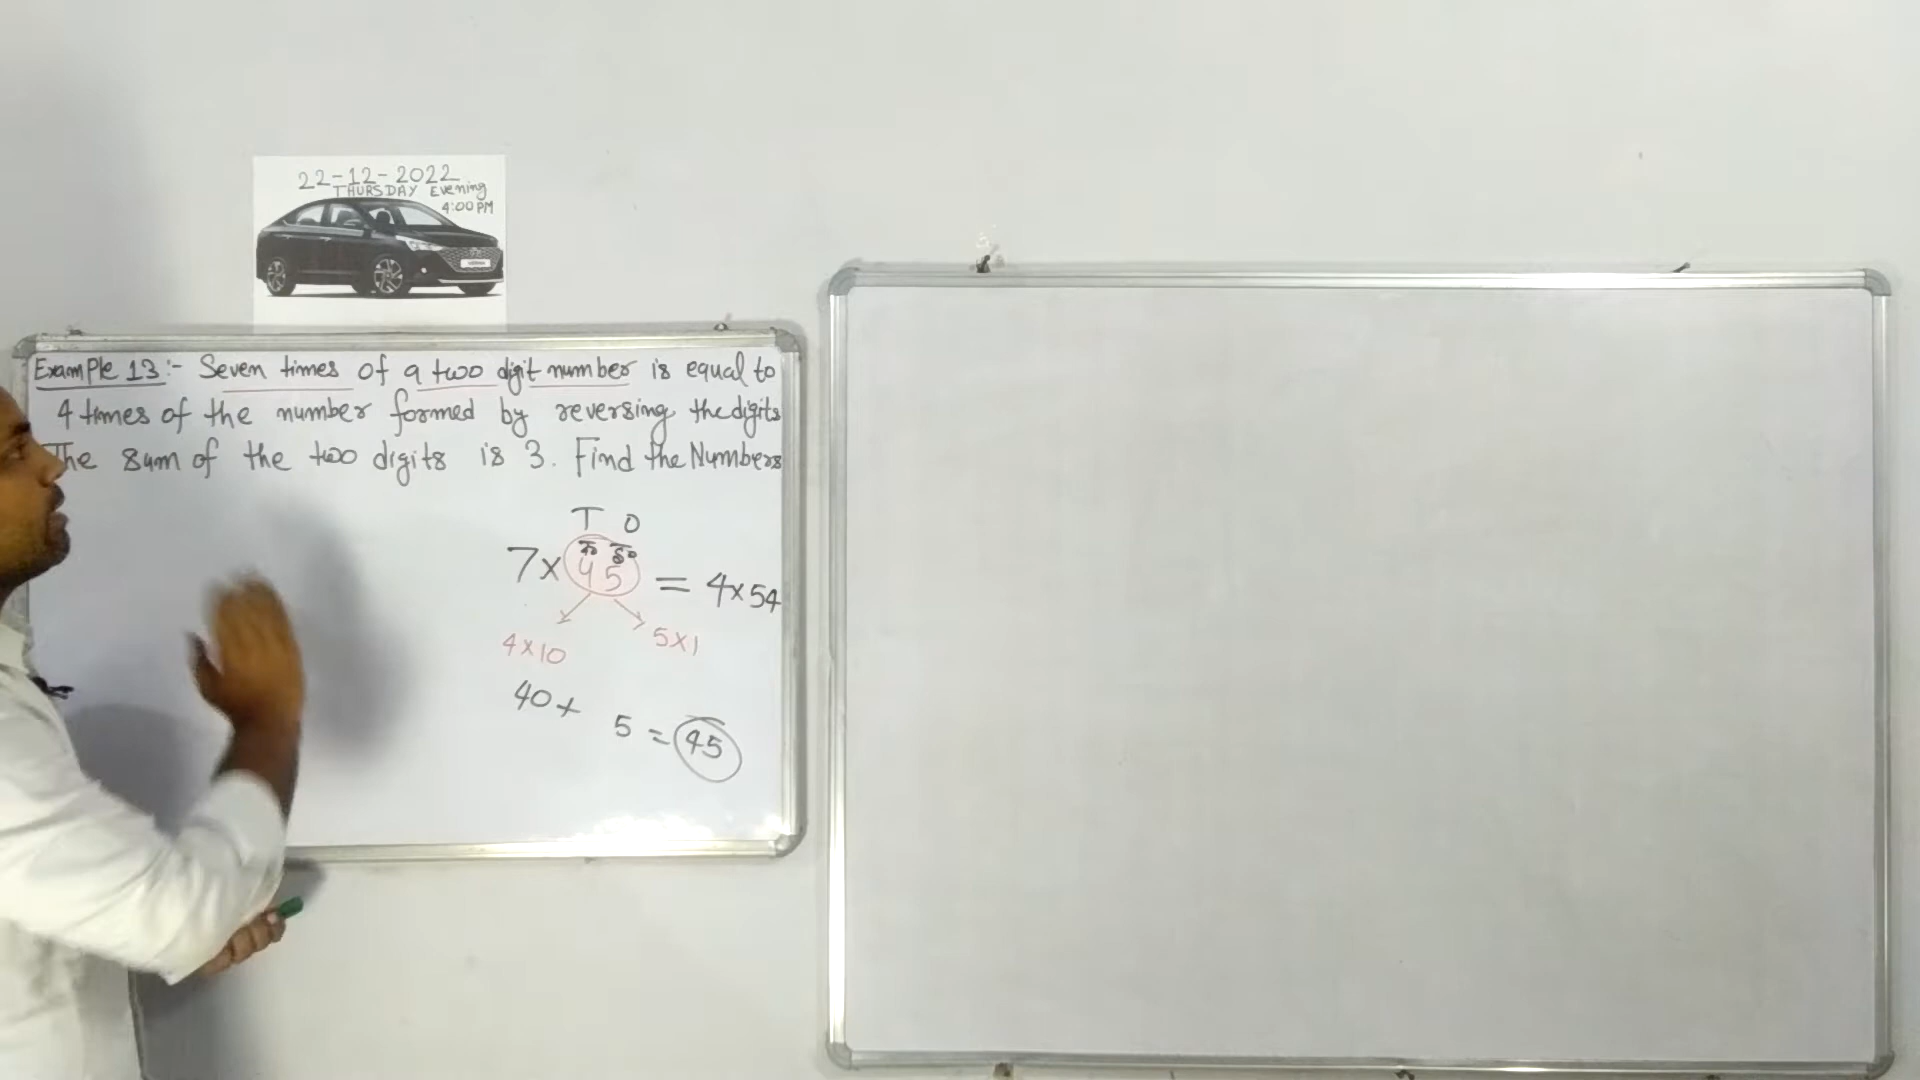 22-12-2022
THURSDAY Evening
4:00PM
Example 13:- Seven times of a two digit number is equal to
4 times of the number formed by reversing the digits
The sum of the two digits is 3. Find the Numbers
T O
7x 45 = 4x54
4x10 5x1
40+ 5 = 45